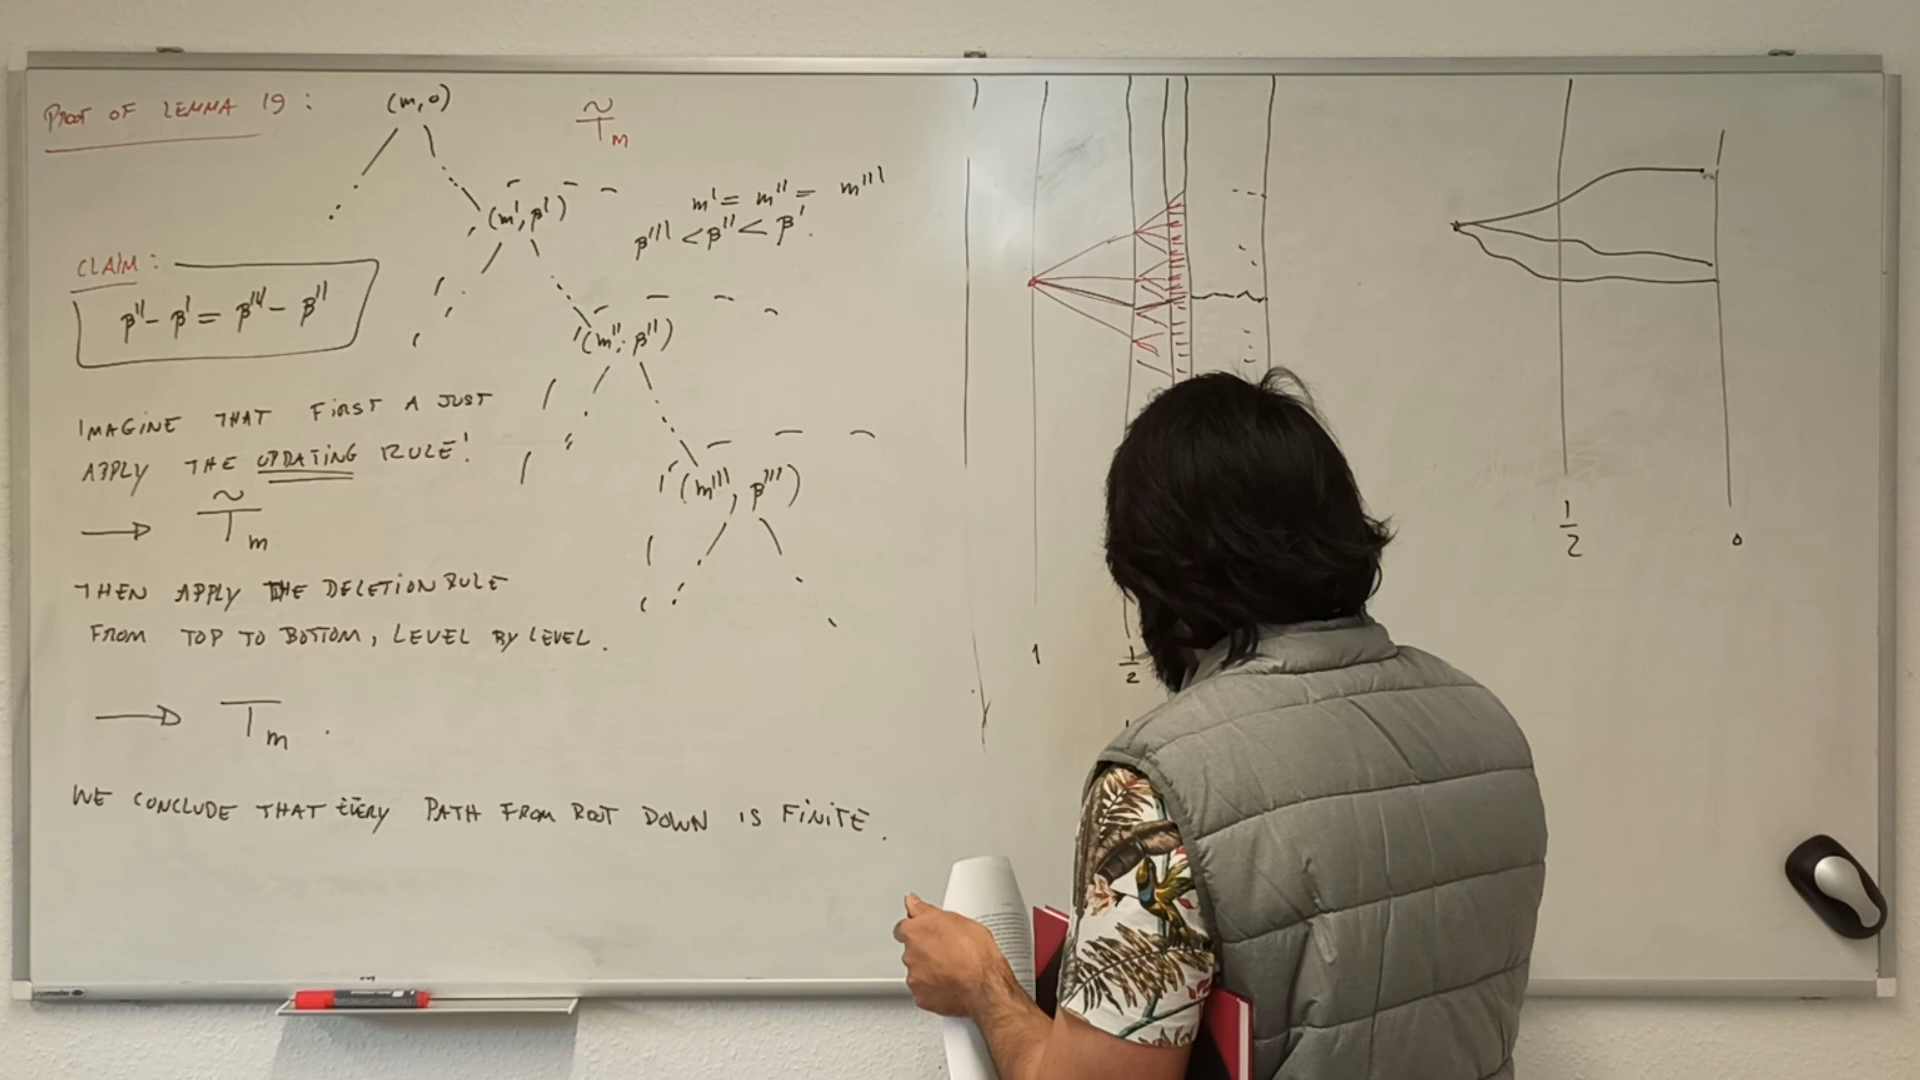 PROOF OF LEMMA 19 :
(m, 0)
T̃m
(m', β')
m' = m'' = m'''
β''' < β'' < β'.
CLAIM :
β'' - β' = β''' - β''
(m'', β'')
IMAGINE THAT FIRST A JUST
APPLY THE UPDATING RULE!
(m''', β''')
→ T̃m
THEN APPLY THE DELETION RULE
FROM TOP TO BOTTOM, LEVEL BY LEVEL.
→ Tm.
WE CONCLUDE THAT EVERY PATH FROM ROOT DOWN IS FINITE.
1
1/2
1/2
0